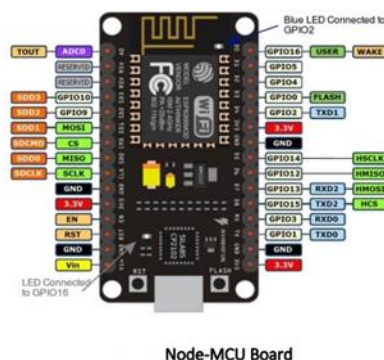 Blue LED Connected to
GPIO2
TOUT ADC0
RESERVED
RESERVED
SDD3 GPIO10
SDD2 GPIO9
SDD1 MOSI
SDCMD CS
SDD0 MISO
SDCLK SCLK
GND
3.3V
EN
RST
GND
Vin
GPIO16 USER WAKE
GPIO5
GPIO4
GPIO0 FLASH
GPIO2 TXD1
3.3V
GND
GPIO14 HSCLK
GPIO12 HMISO
GPIO13 RXD2 HMOSI
GPIO15 TXD2 HCS
GPIO3 RXD0
GPIO1 TXD0
GND
3.3V
WiFi
SILABS
CP2102
LED Connected
to GPIO16
RST
FLASH
Node-MCU Board